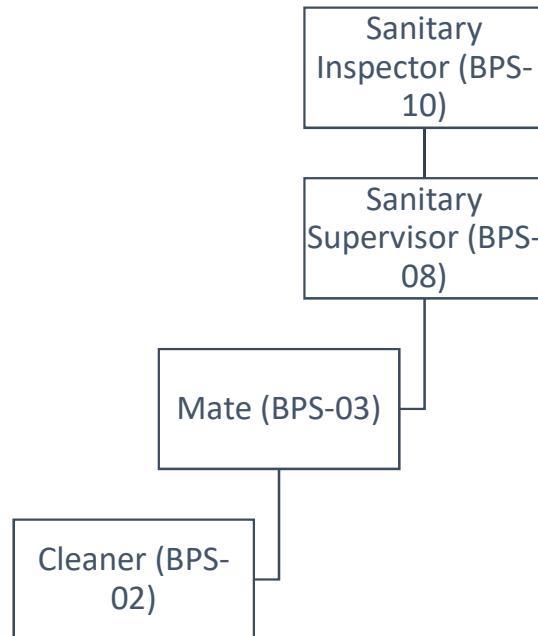 Sanitary
Inspector (BPS-
10)
Sanitary
Supervisor (BPS-
08)
Mate (BPS-03)
Cleaner (BPS-
02)